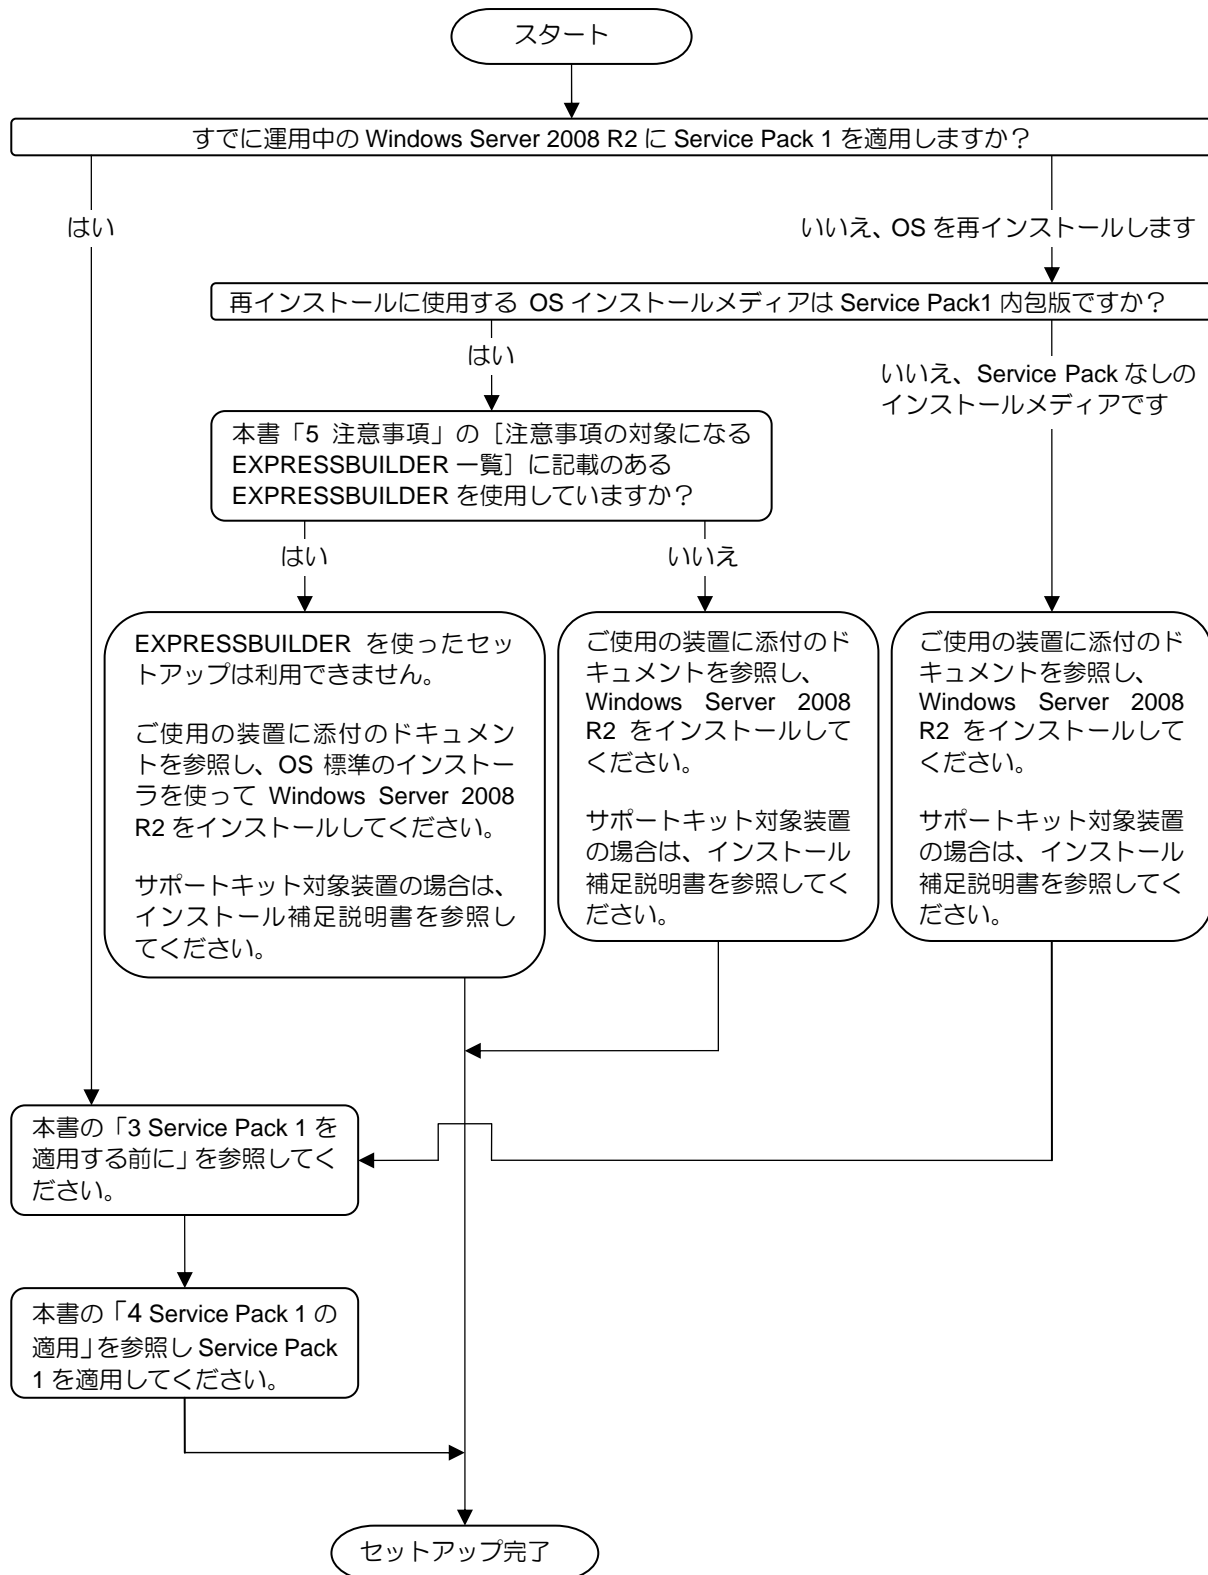 スタート
すでに運用中の Windows Server 2008 R2 に Service Pack 1 を適用しますか？
はい
いいえ、OS を再インストールします
再インストールに使用する OS インストールメディアは Service Pack1 内包版ですか？
はい
いいえ、Service Pack なしの
インストールメディアです
本書「5 注意事項」の［注意事項の対象になる
EXPRESSBUILDER 一覧］に記載のある
EXPRESSBUILDER を使用していますか？
はい
いいえ
EXPRESSBUILDER を使ったセッ
トアップは利用できません。
ご使用の装置に添付のドキュメン
トを参照し、OS 標準のインストー
ラを使って Windows Server 2008
R2 をインストールしてください。
サポートキット対象装置の場合は、
インストール補足説明書を参照し
てください。
ご使用の装置に添付のド
キュメントを参照し、
Windows Server 2008
R2 をインストールして
ください。
サポートキット対象装置
の場合は、インストール
補足説明書を参照してく
ださい。
ご使用の装置に添付のド
キュメントを参照し、
Windows Server 2008
R2 をインストールして
ください。
サポートキット対象装置
の場合は、インストール
補足説明書を参照してく
ださい。
本書の「3 Service Pack 1 を
適用する前に」を参照してく
ださい。
本書の「4 Service Pack 1 の
適用」を参照し Service Pack
1 を適用してください。
セットアップ完了